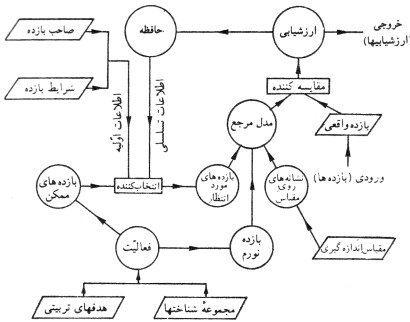 صاحب بازده
حافظه
ارزشیابی
خروجی
(ارزشیابیها)
شرایط بازده
اطلاعات اولیه
اطلاعات تسلسلی
مقایسه کننده
مدل مرجع
بازده واقعی
ورودی (بازده‌ها)
بازده‌های
ممکن
انتخاب‌کننده
بازده‌های
مورد
انتظار
نشانه‌های
روی
مقیاس
فعالیّت
بازده
نورم
مقیاس اندازه گیری
هدفهای تربیتی
مجموعهٔ شناختها